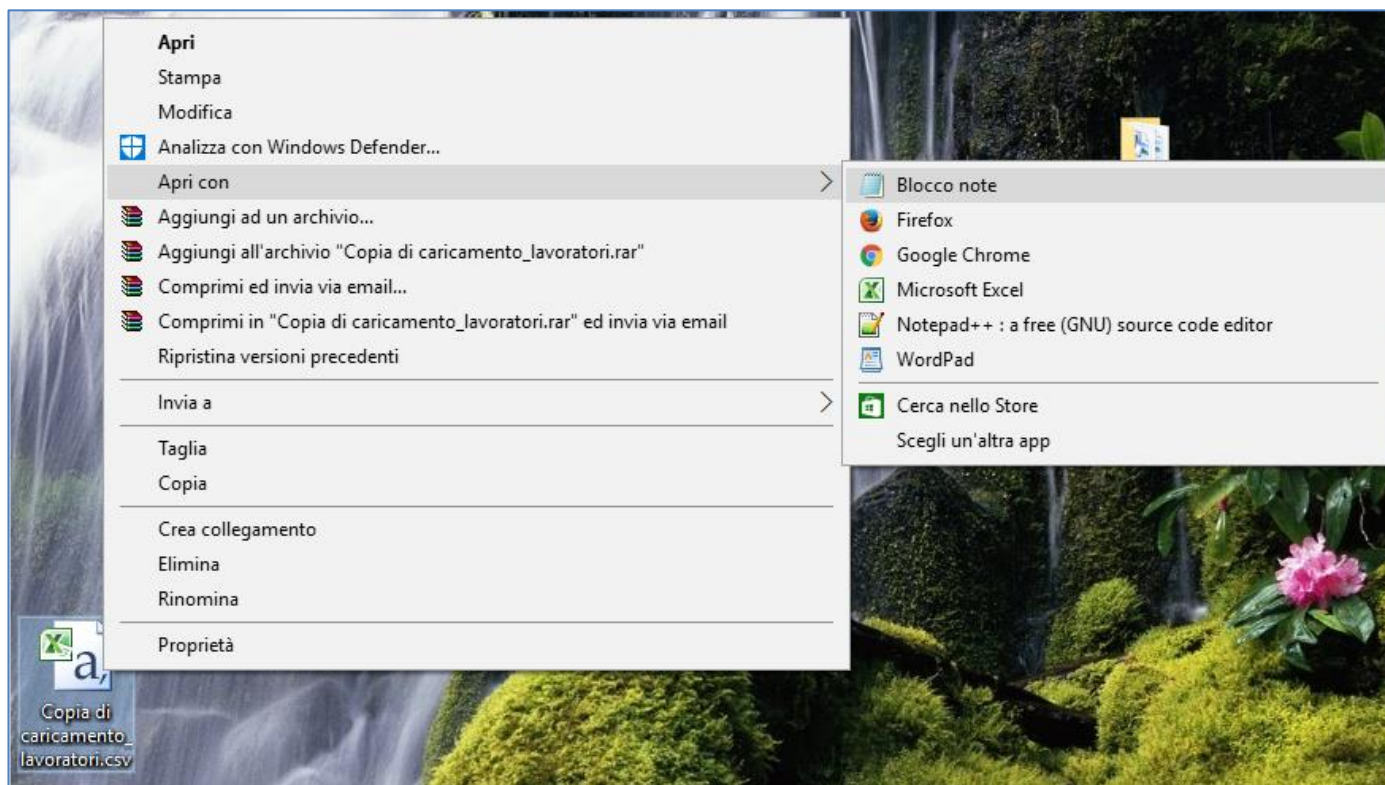 Apri
Stampa
Modifica
Analizza con Windows Defender...
Apri con
Aggiungi ad un archivio...
Aggiungi all'archivio "Copia di caricamento_lavoratori.rar"
Comprimi ed invia via email...
Comprimi in "Copia di caricamento_lavoratori.rar" ed invia via email
Ripristina versioni precedenti
Invia a
Taglia
Copia
Crea collegamento
Elimina
Rinomina
Proprietà
Blocco note
Firefox
Google Chrome
Microsoft Excel
Notepad++ : a free (GNU) source code editor
WordPad
Cerca nello Store
Scegli un'altra app
a,
Copia di
caricamento_
lavoratori.csv